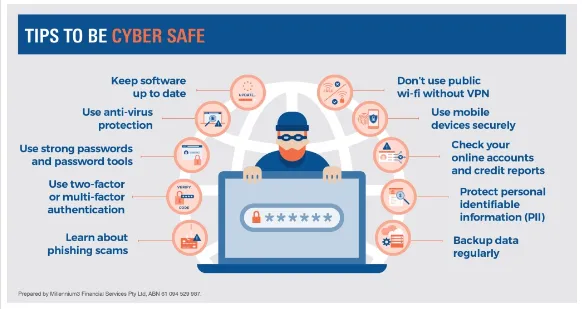 TIPS TO BE CYBER SAFE
Keep software
up to date
Use anti-virus
protection
Use strong passwords
and password tools
Use two-factor
or multi-factor
authentication
Learn about
phishing scams
UPDATE...
VERIFY
CODE
******
Don't use public
wi-fi without VPN
Use mobile
devices securely
Check your
online accounts
and credit reports
Protect personal
identifiable
information (PII)
Backup data
regularly
Prepared by Millennium3 Financial Services Pty Ltd, ABN 61 094 529 987.